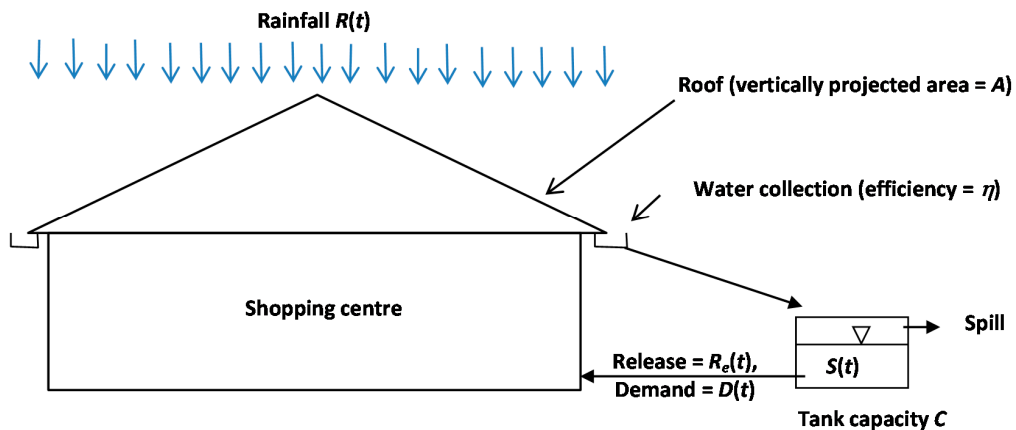 Rainfall R(t)
Roof (vertically projected area = A)
Water collection (efficiency = η)
Shopping centre
Spill
Release = Rₑ(t),
S(t)
Demand = D(t)
Tank capacity C